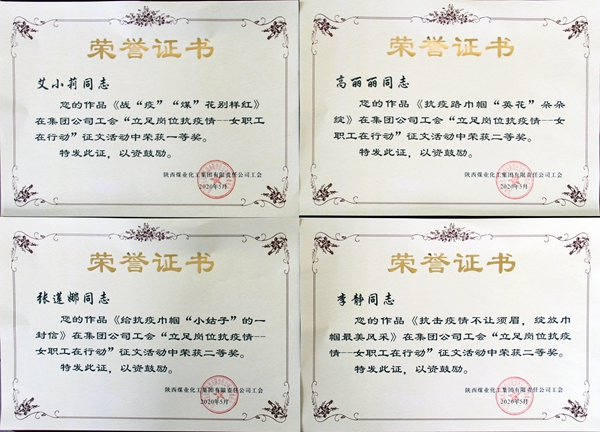 荣誉证书
艾小莉同志
您的作品《战“疫”“煤”花别样红》
在集团公司工会“立足岗位抗疫情--女职工
在行动”征文活动中荣获一等奖。
特发此证，以资鼓励。
陕西煤业化工集团有限责任公司工会
2020年5月
荣誉证书
高丽丽同志
您的作品《抗疫路巾帼“英花”朵朵
绽》在集团公司工会“立足岗位抗疫情--女
职工在行动”征文活动中荣获二等奖。
特发此证，以资鼓励。
陕西煤业化工集团有限责任公司工会
2020年5月
荣誉证书
张莲娜同志
您的作品《给抗疫巾帼“小姑子”的一
封信》在集团公司工会“立足岗位抗疫情--
女职工在行动”征文活动中荣获二等奖。
特发此证，以资鼓励。
陕西煤业化工集团有限责任公司工会
2020年5月
荣誉证书
李静同志
您的作品《抗击疫情不让须眉，绽放巾
帼最美风采》在集团公司工会“立足岗位抗疫
情--女职工在行动”征文活动中荣获二等奖。
特发此证，以资鼓励。
陕西煤业化工集团有限责任公司工会
2020年5月